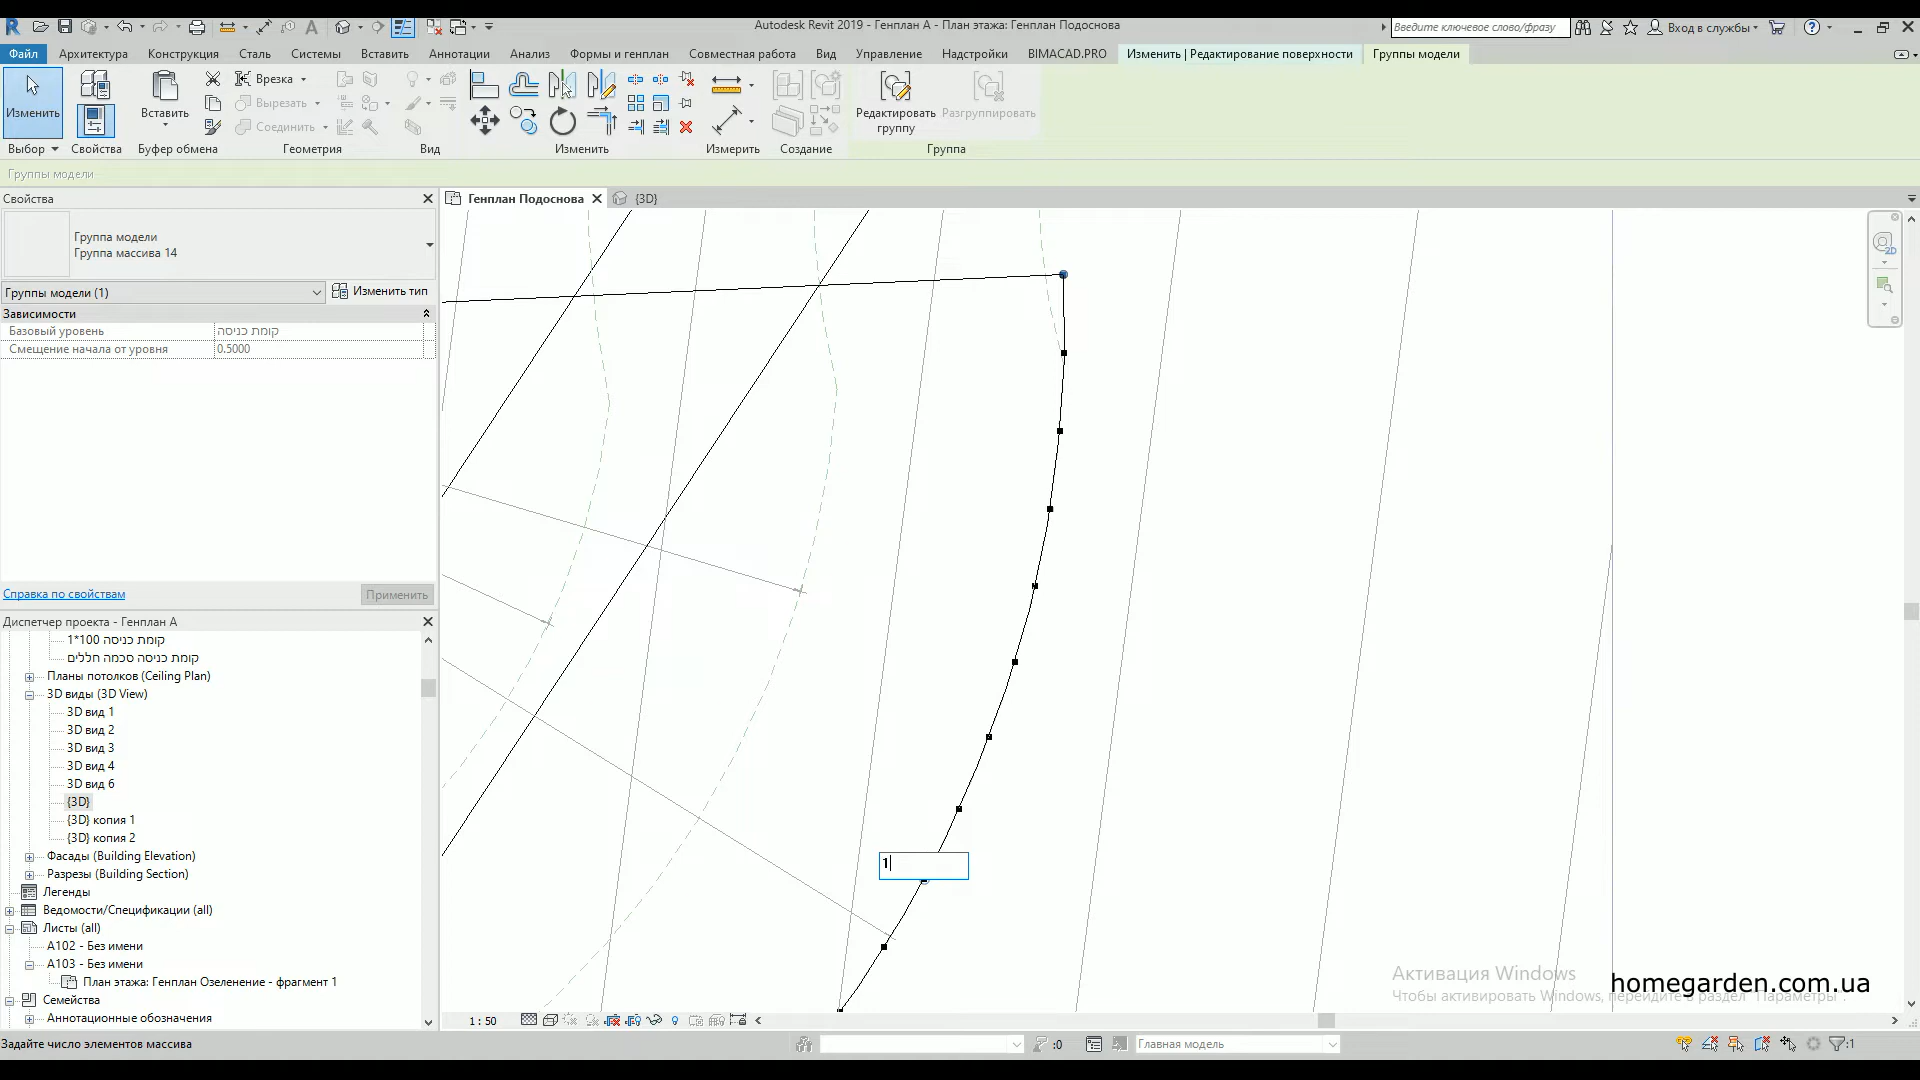 Autodesk Revit 2019 - Генплан А - План этажа: Генплан Подоснова
Введите ключевое слово/фразу
Вход в службы
Файл
Архитектура
Конструкция
Сталь
Системы
Вставить
Аннотации
Анализ
Формы и генплан
Совместная работа
Вид
Управление
Надстройки
BIMACAD.PRO
Изменить | Редактирование поверхности
Группы модели
Изменить
Вставить
Врезка
Вырезать
Соединить
Редактировать
группу
Разгруппировать
Выбор
Свойства
Буфер обмена
Геометрия
Вид
Изменить
Измерить
Создание
Группа
Группы модели
Свойства
Генплан Подоснова
{3D}
Группа модели
Группа массива 14
Группы модели (1)
Изменить тип
Зависимости
Базовый уровень
קומת כניסה
Смещение начала от уровня
0.5000
Справка по свойствам
Применить
Диспетчер проекта - Генплан А
קומת כניסה 100*1
קומת כניסה סכמה חללים
Планы потолков (Ceiling Plan)
3D виды (3D View)
3D вид 1
3D вид 2
3D вид 3
3D вид 4
3D вид 6
{3D}
{3D} копия 1
{3D} копия 2
Фасады (Building Elevation)
Разрезы (Building Section)
Легенды
Ведомости/Спецификации (all)
Листы (all)
A102 - Без имени
A103 - Без имени
План этажа: Генплан Озеленение - фрагмент 1
Семейства
Аннотационные обозначения
2D
1
Активация Windows
Чтобы активировать Windows, перейдите в раздел "Параметры".
homegarden.com.ua
1 : 50
Задайте число элементов массива
:0
Главная модель
:1